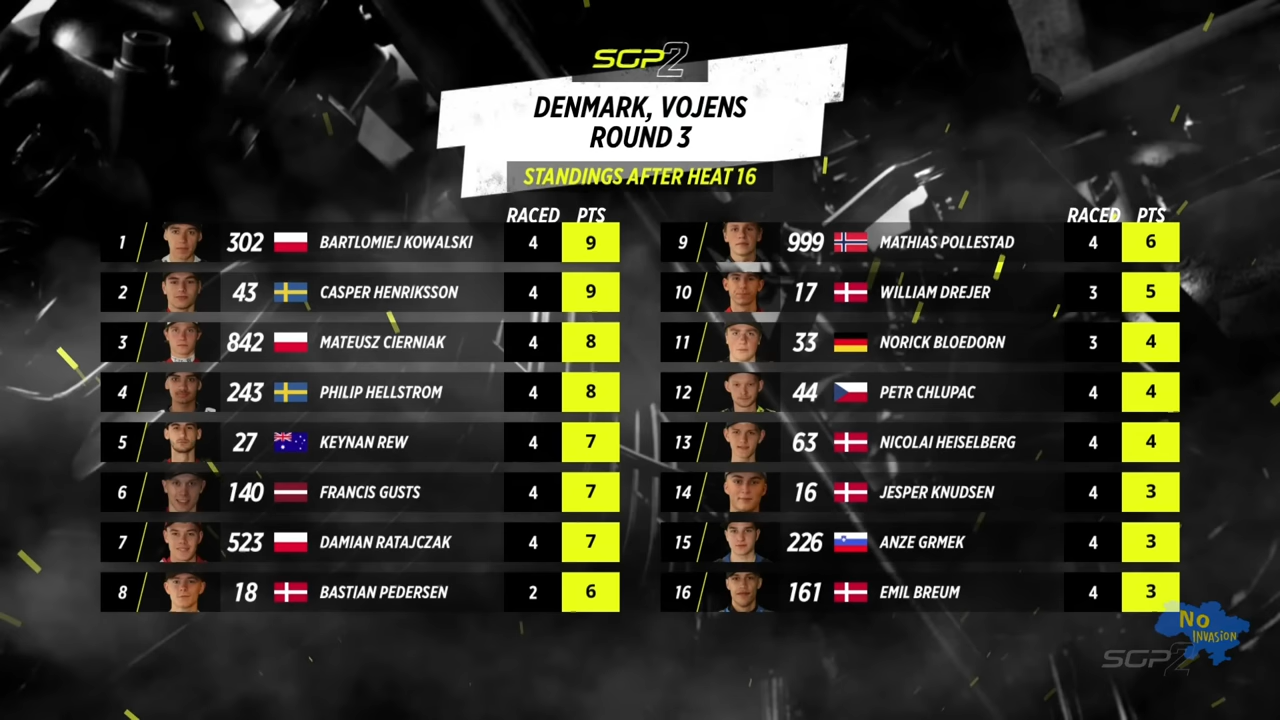 SGP2
DENMARK, VOJENS
ROUND 3
STANDINGS AFTER HEAT 16
RACED PTS
1 302 BARTLOMIEJ KOWALSKI 4 9
2 43 CASPER HENRIKSSON 4 9
3 842 MATEUSZ CIERNIAK 4 8
4 243 PHILIP HELLSTROM 4 8
5 27 KEYNAN REW 4 7
6 140 FRANCIS GUSTS 4 7
7 523 DAMIAN RATAJCZAK 4 7
8 18 BASTIAN PEDERSEN 2 6
RACED PTS
9 999 MATHIAS POLLESTAD 4 6
10 17 WILLIAM DREJER 3 5
11 33 NORICK BLOEDORN 3 4
12 44 PETR CHLUPAC 4 4
13 63 NICOLAI HEISELBERG 4 4
14 16 JESPER KNUDSEN 4 3
15 226 ANZE GRMEK 4 3
16 161 EMIL BREUM 4 3
No
INVASION
SGP2